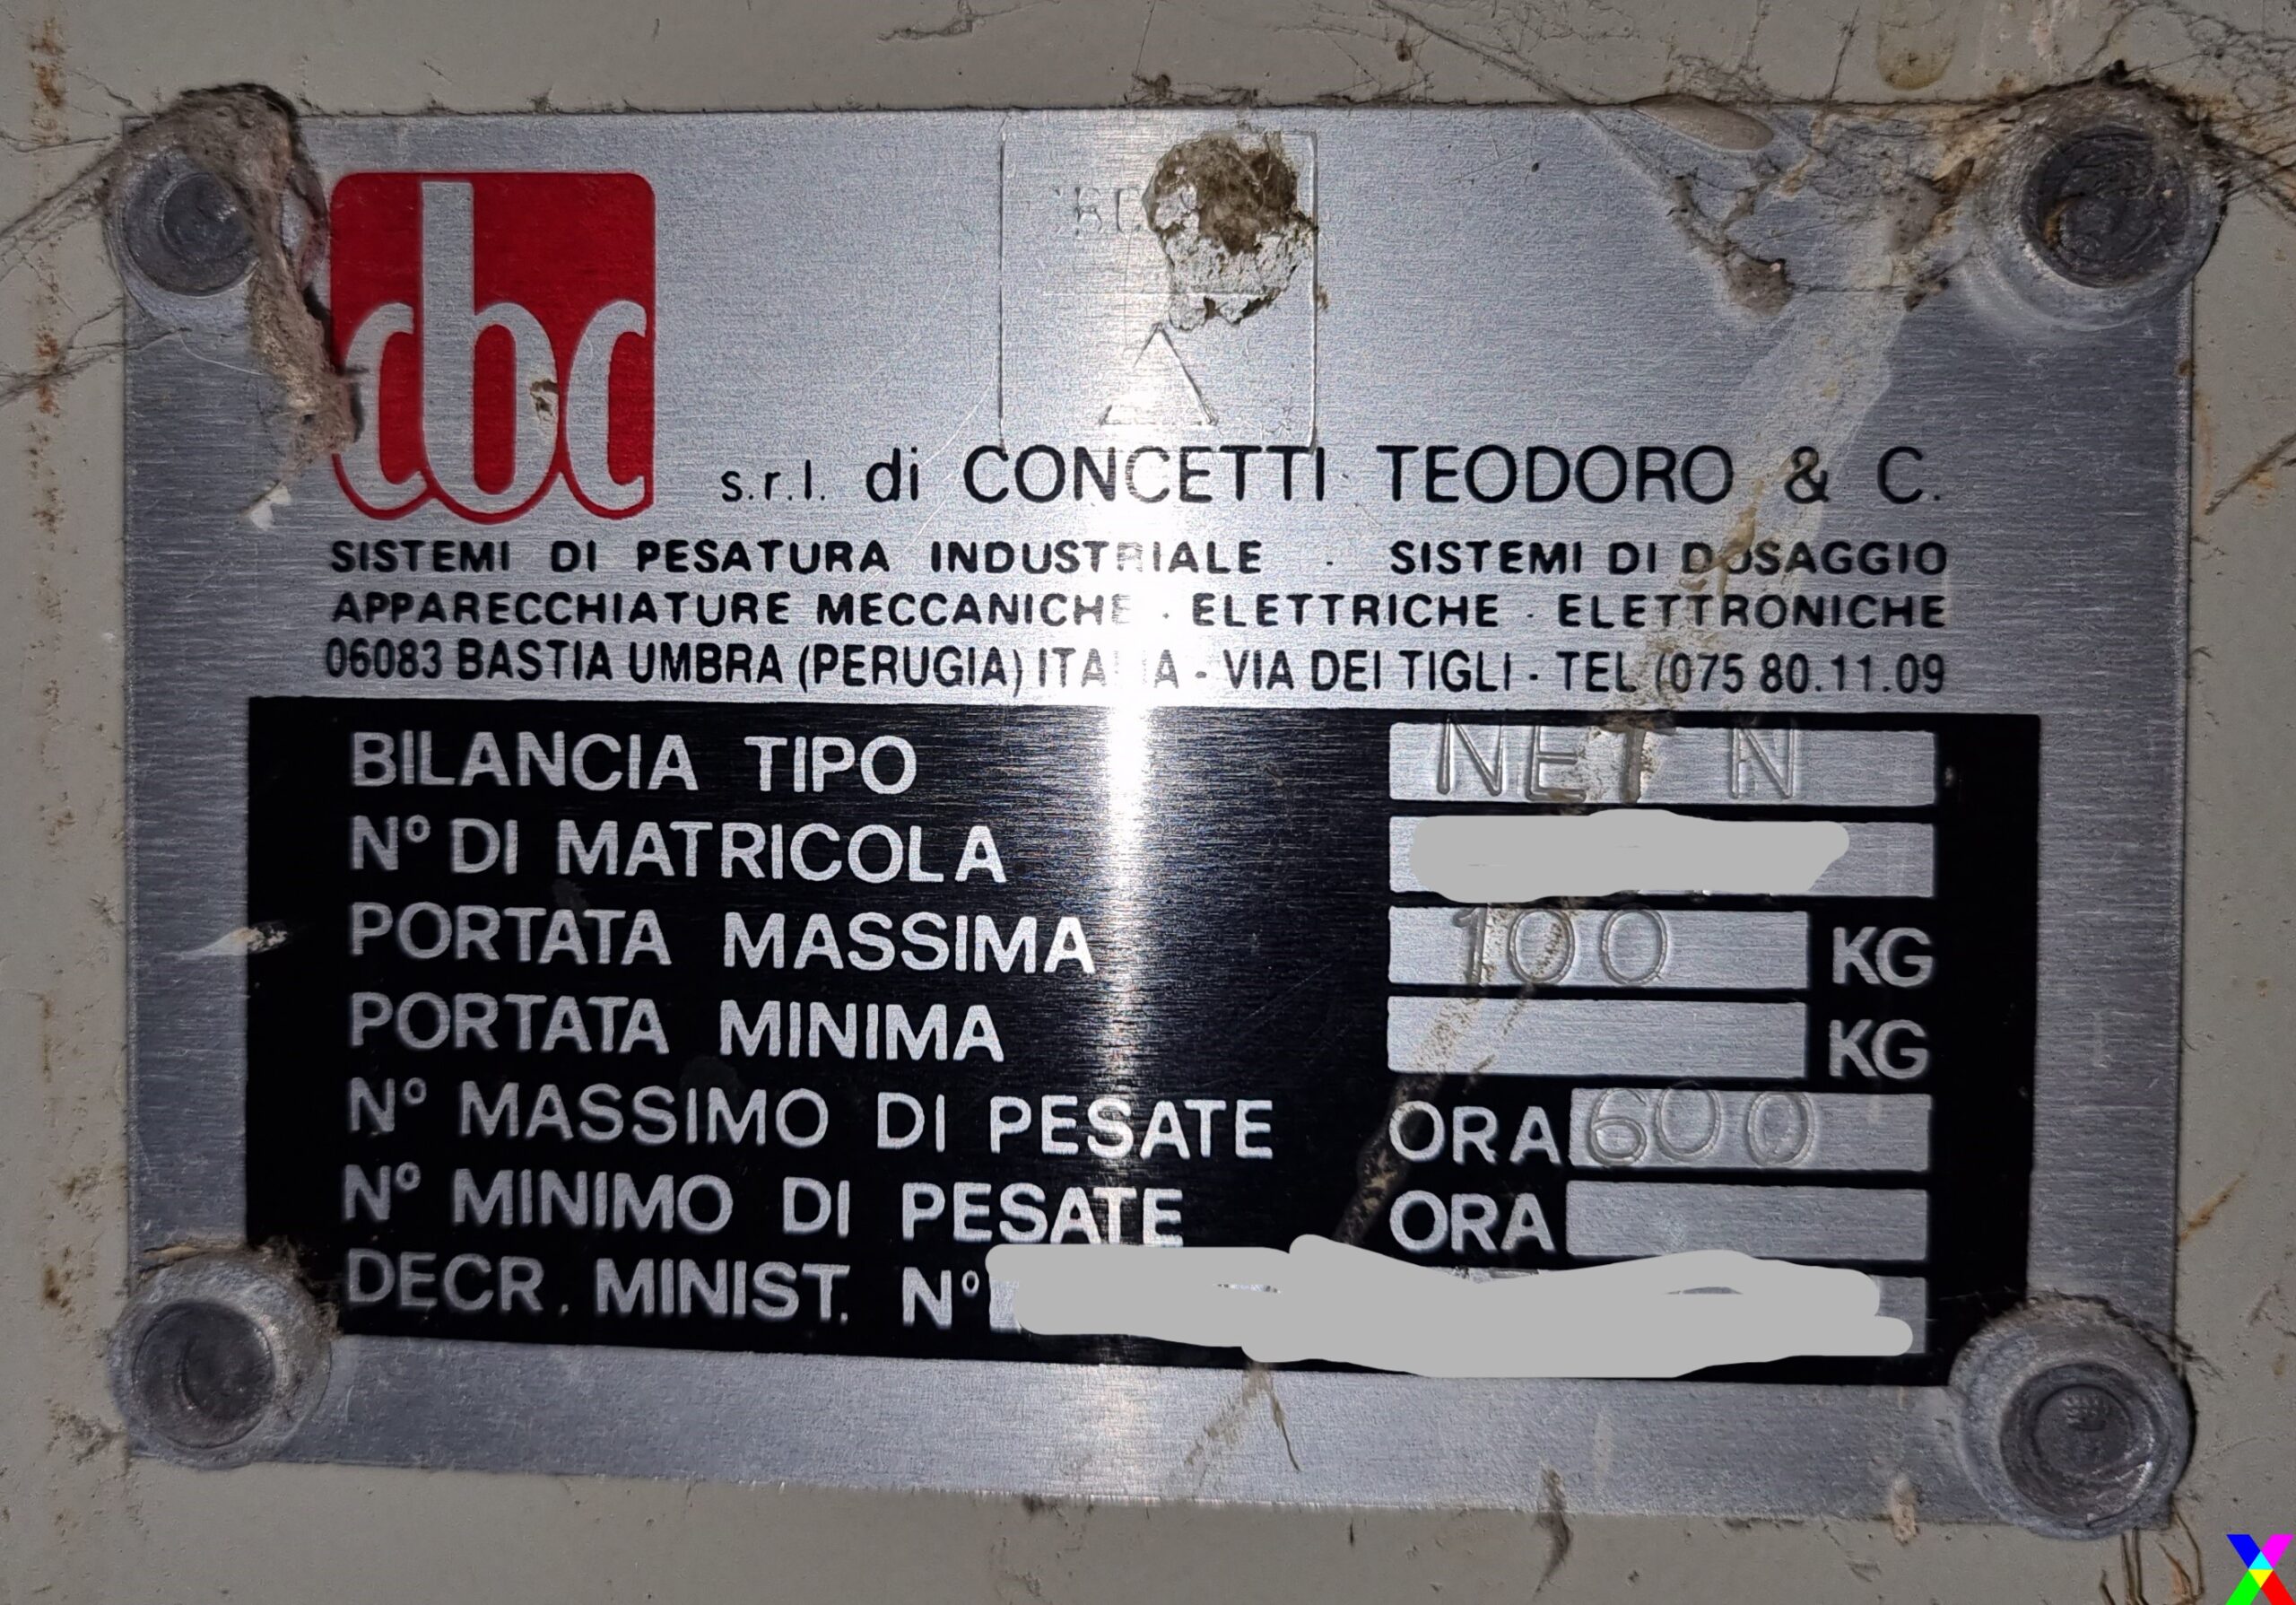 cbc s.r.l. di CONCETTI TEODORO & C.
SISTEMI DI PESATURA INDUSTRIALE - SISTEMI DI DOSAGGIO
APPARECCHIATURE MECCANICHE - ELETTRICHE - ELETTRONICHE
06083 BASTIA UMBRA (PERUGIA) ITALIA - VIA DEI TIGLI - TEL (075 80.11.09
BILANCIA TIPO NET N
N° DI MATRICOLA
PORTATA MASSIMA 100 KG
PORTATA MINIMA KG
N° MASSIMO DI PESATE ORA 600
N° MINIMO DI PESATE ORA
DECR. MINIST. N°